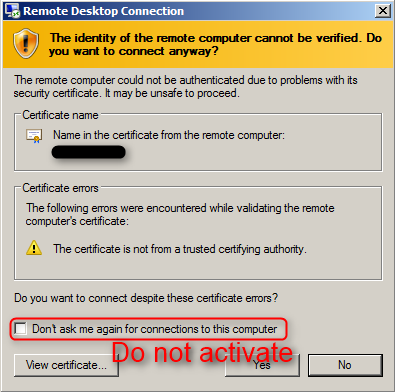 Remote Desktop Connection
The identity of the remote computer cannot be verified. Do
you want to connect anyway?
The remote computer could not be authenticated due to problems with its
security certificate. It may be unsafe to proceed.
Certificate name
Name in the certificate from the remote computer:
Certificate errors
The following errors were encountered while validating the remote
computer's certificate:
The certificate is not from a trusted certifying authority.
Do you want to connect despite these certificate errors?
Don't ask me again for connections to this computer
Do not activate
View certificate... Yes No